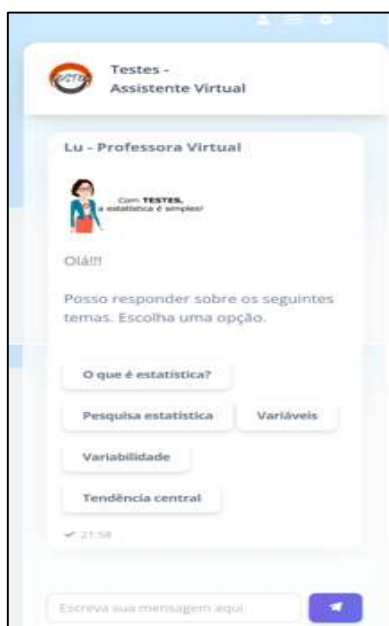 Testes -
Assistente Virtual
Lu - Professora Virtual
Com TESTES,
a estatística é simples!
Olá!!!
Posso responder sobre os seguintes
temas. Escolha uma opção.
O que é estatística?
Pesquisa estatística Variáveis
Variabilidade
Tendência central
21:58
Escreva sua mensagem aqui